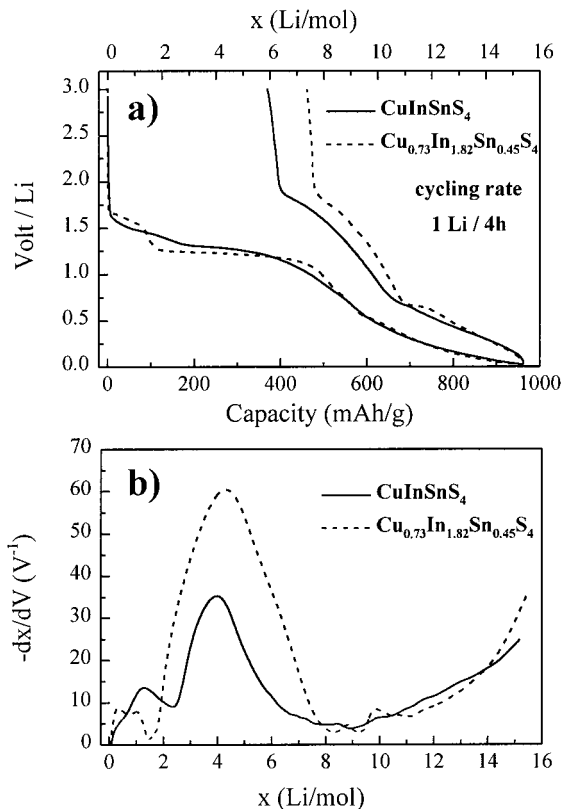 x (Li/mol)
0 2 4 6 8 10 12 14 16
3.0
2.5
2.0
1.5
1.0
0.5
0.0
Volt / Li
a)
CuInSnS₄
Cu₀.₇₃In₁.₈₂Sn₀.₄₅S₄
cycling rate
1 Li / 4h
0 200 400 600 800 1000
Capacity (mAh/g)
70
60
50
40
30
20
10
0
-dx/dV (V⁻¹)
b)
CuInSnS₄
Cu₀.₇₃In₁.₈₂Sn₀.₄₅S₄
0 2 4 6 8 10 12 14 16
x (Li/mol)